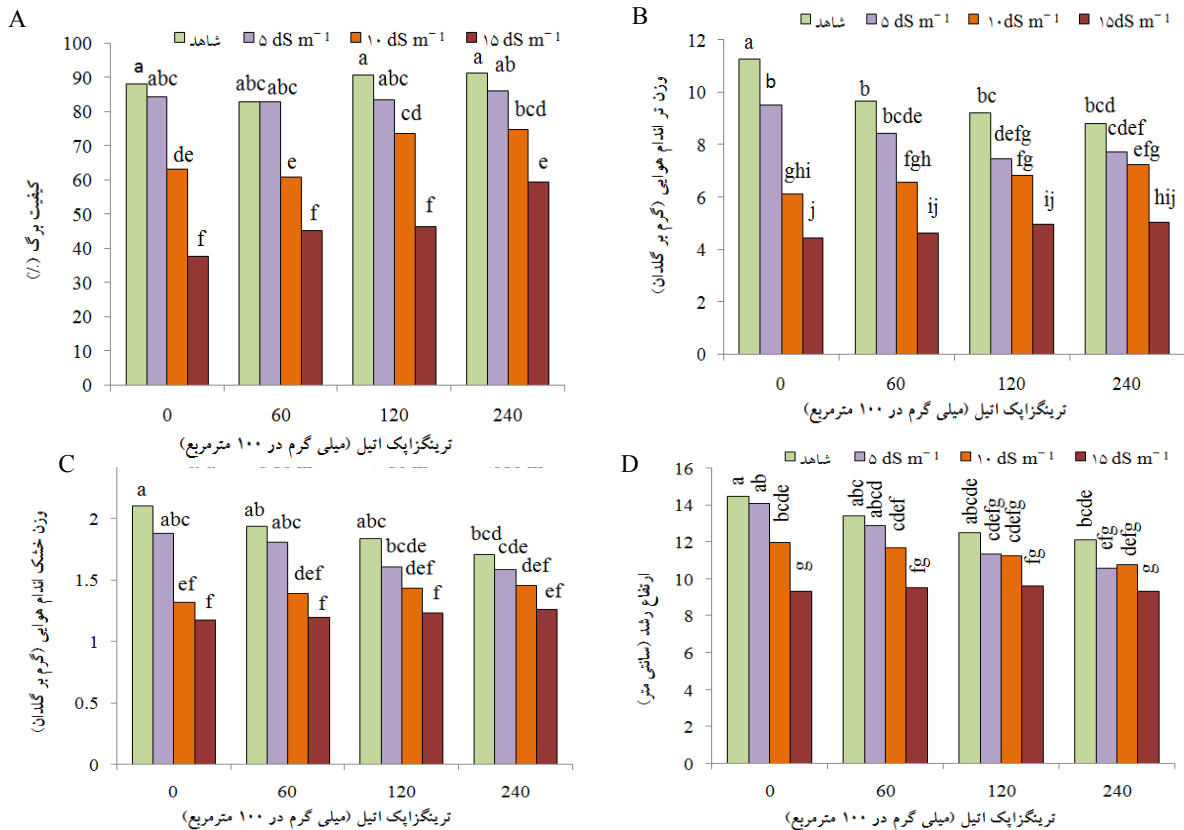 A
شاهد ۵ dS m⁻¹ ۱۰ dS m⁻¹ ۱۵ dS m⁻¹
کیفیت برگ (٪)
100
90
80
70
60
50
40
30
20
10
0
a abc de f
abc abc e f
a abc cd f
a ab bcd e
0 60 120 240
ترینگزاپک اتیل (میلی گرم در ۱۰۰ مترمربع)
B
شاهد ۵ dS m⁻¹ ۱۰dS m⁻¹ ۱۵dS m⁻¹
وزن تر اندام هوایی (گرم بر گلدان)
12
10
8
6
4
2
0
a b ghi j
b bcde fgh ij
bc defg fg ij
bcd cdef efg hij
0 60 120 240
ترینگزاپک اتیل (میلی گرم در ۱۰۰ مترمربع)
C
وزن خشک اندام هوایی (گرم بر گلدان)
2
1.5
1
0.5
0
a abc ef f
ab abc def f
abc bcde def f
bcd cde def ef
0 60 120 240
ترینگزاپک اتیل (میلی گرم در ۱۰۰ مترمربع)
D
شاهد ۵ dS m⁻¹ ۱۰ dS m⁻¹ ۱۵ dS m⁻¹
ارتفاع رشد (سانتی متر)
16
14
12
10
8
6
4
2
0
a ab bcde g
abc abcd cdef fg
abcde cdefg cdefg fg
bcde efg defg g
0 60 120 240
ترینگزاپک اتیل (میلی گرم در ۱۰۰ مترمربع)